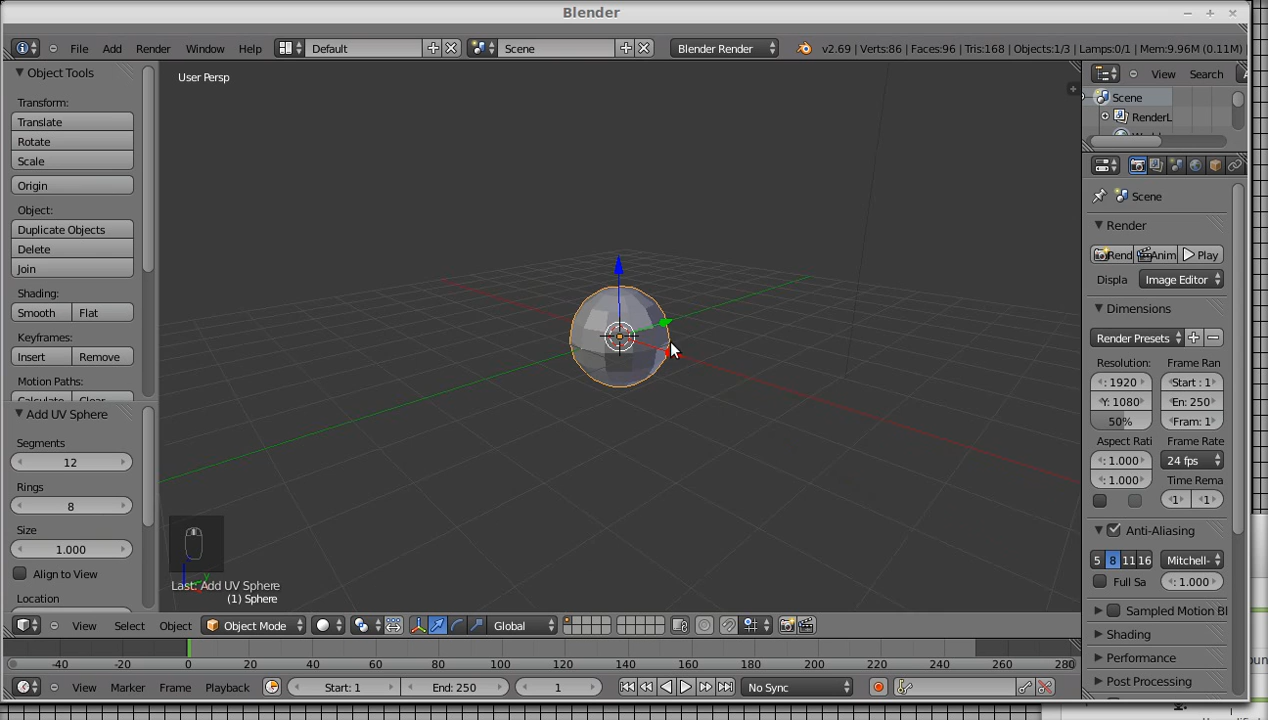 Blender
File Add Render Window Help Default Scene Blender Render v2.69 | Verts:86 | Faces:96 | Tris:168 | Objects:1/3 | Lamps:0/1 | Mem:9.96M (0.11M)
Object Tools
Transform:
Translate
Rotate
Scale
Origin
Object:
Duplicate Objects
Delete
Join
Shading:
Smooth Flat
Keyframes:
Insert Remove
Motion Paths:
Calculate Clear
Add UV Sphere
Segments
12
Rings
8
Size
1.000
Align to View
Location
User Persp
Last: Add UV Sphere
(1) Sphere
View Select Object Object Mode Global
-40 -20 0 20 40 60 80 100 120 140 160 180 200 220 240 260 280
View Marker Frame Playback Start: 1 End: 250 1 No Sync
View Search
Scene
RenderL
Scene
Render
Rend Anim Play
Displa Image Editor
Dimensions
Render Presets
Resolution: Frame Ran
: 1920 Start : 1
Y: 1080 En: 250
50% Fram: 1
Aspect Rati Frame Rate
: 1.000 24 fps
: 1.000 Time Rema
1 1
Anti-Aliasing
5 8 11 16 Mitchell-
Full Sa : 1.000
Sampled Motion Bl
Shading
Performance
Post Processing